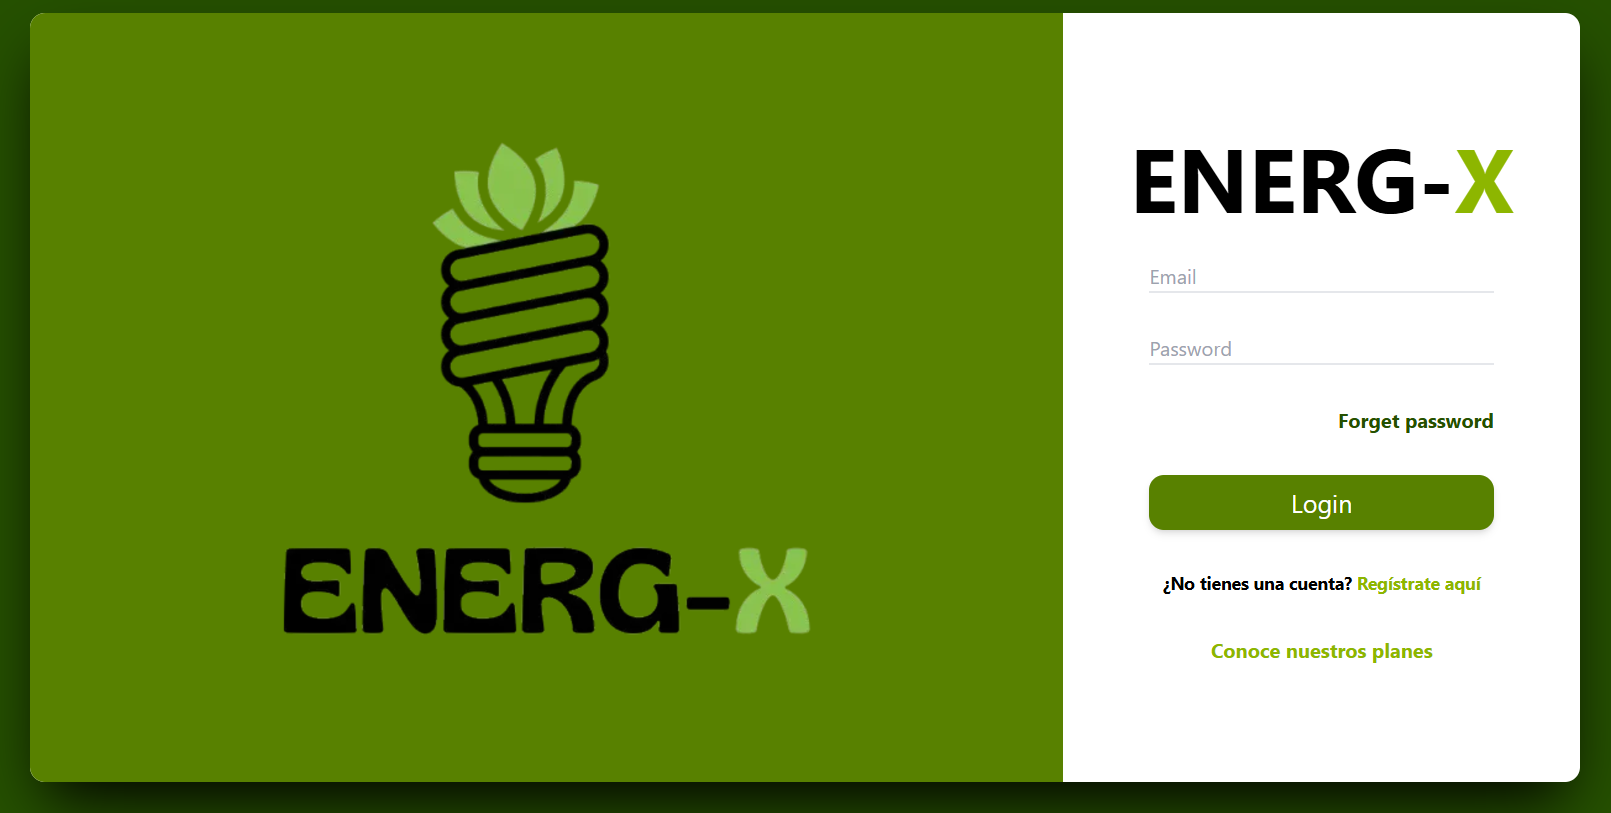 ENERG-X
ENERG-X
Email
Password
Forget password
Login
¿No tienes una cuenta? Regístrate aquí
Conoce nuestros planes